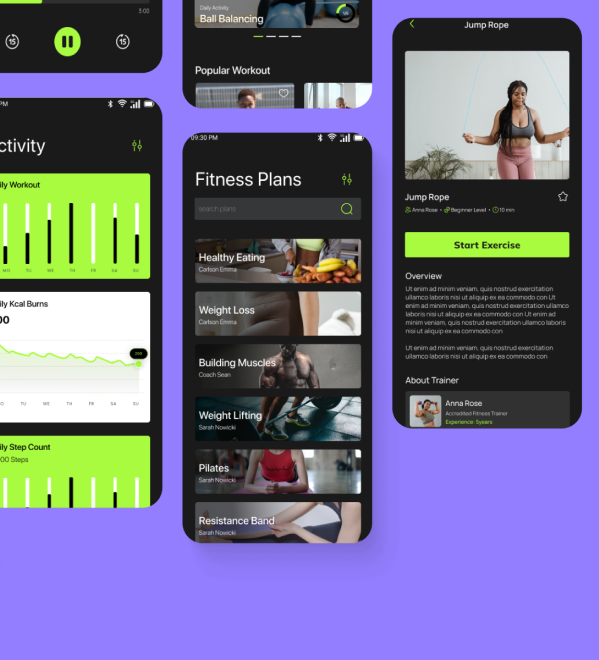 3:00
15
15
PM
ctivity
ily Workout
MO
TU
WE
TH
FR
SA
SU
ily Kcal Burns
00
200
TU
WE
TH
FR
SA
SU
ily Step Count
00 Steps
Daily Activity
Ball Balancing
Popular Workout
09:30 PM
Fitness Plans
search plans
Healthy Eating
Carlson Emma
Weight Loss
Carlson Emma
Building Muscles
Coach Sean
Weight Lifting
Sarah Nowicki
Pilates
Sarah Nowicki
Resistance Band
Sarah Nowicki
Jump Rope
Jump Rope
Anna Rose • Beginner Level • 10 min
Start Exercise
Overview
Ut enim ad minim veniam, quis nostrud exercitation
ullamco laboris nisi ut aliquip ex ea commodo con Ut
enim ad minim veniam, quis nostrud exercitation ullamco
laboris nisi ut aliquip ex ea commodo con Ut enim ad
minim veniam, quis nostrud exercitation ullamco laboris
nisi ut aliquip ex ea commodo con
Ut enim ad minim veniam, quis nostrud exercitation
ullamco laboris nisi ut aliquip ex ea commodo con
About Trainer
Anna Rose
Accredited Fitness Trainer
Experience: 5years